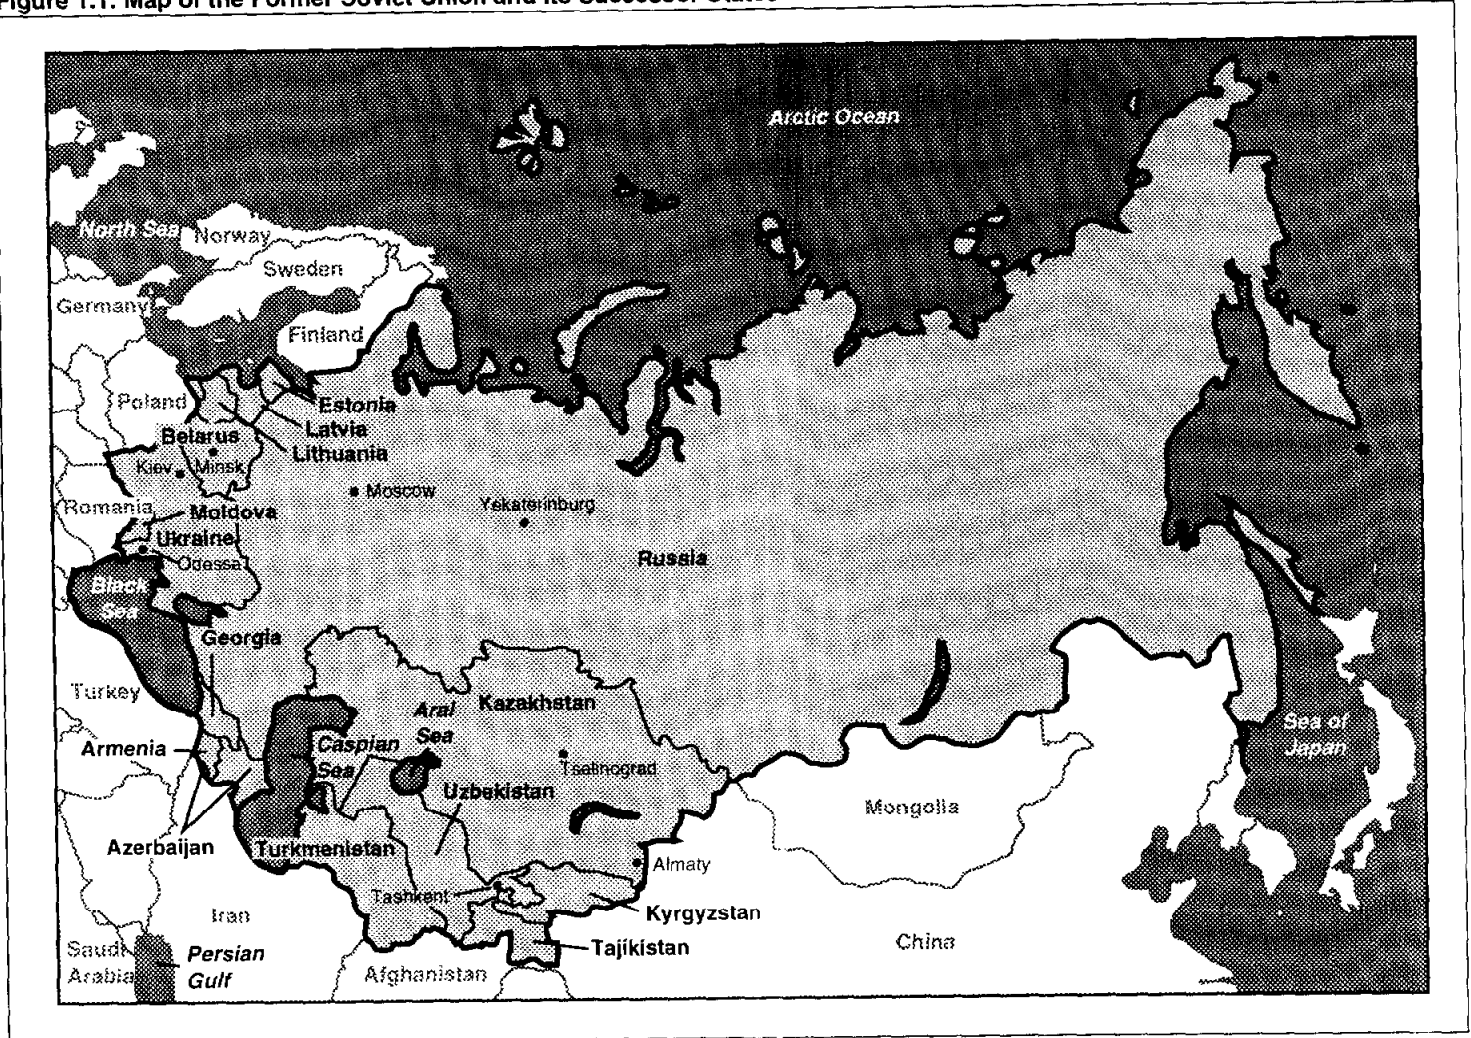 Figure 1.1: Map of the Former Soviet Union and Its Successor States
Arctic Ocean
North Sea
Norway
Sweden
Germany
Finland
Poland
Estonia
Latvia
Lithuania
Belarus
Kiev
Minsk
Moscow
Yekaterinburg
Romania
Moldova
Ukraine
Odessa
Russia
Black
Sea
Georgia
Turkey
Kazakhstan
Aral
Sea
Caspian
Sea
Armenia
Tselinograd
Uzbekistan
Sea of
Japan
Mongolia
Azerbaijan
Turkmenistan
Almaty
Tashkent
Iran
Kyrgyzstan
Tajikistan
China
Saudi
Arabia
Persian
Gulf
Afghanistan